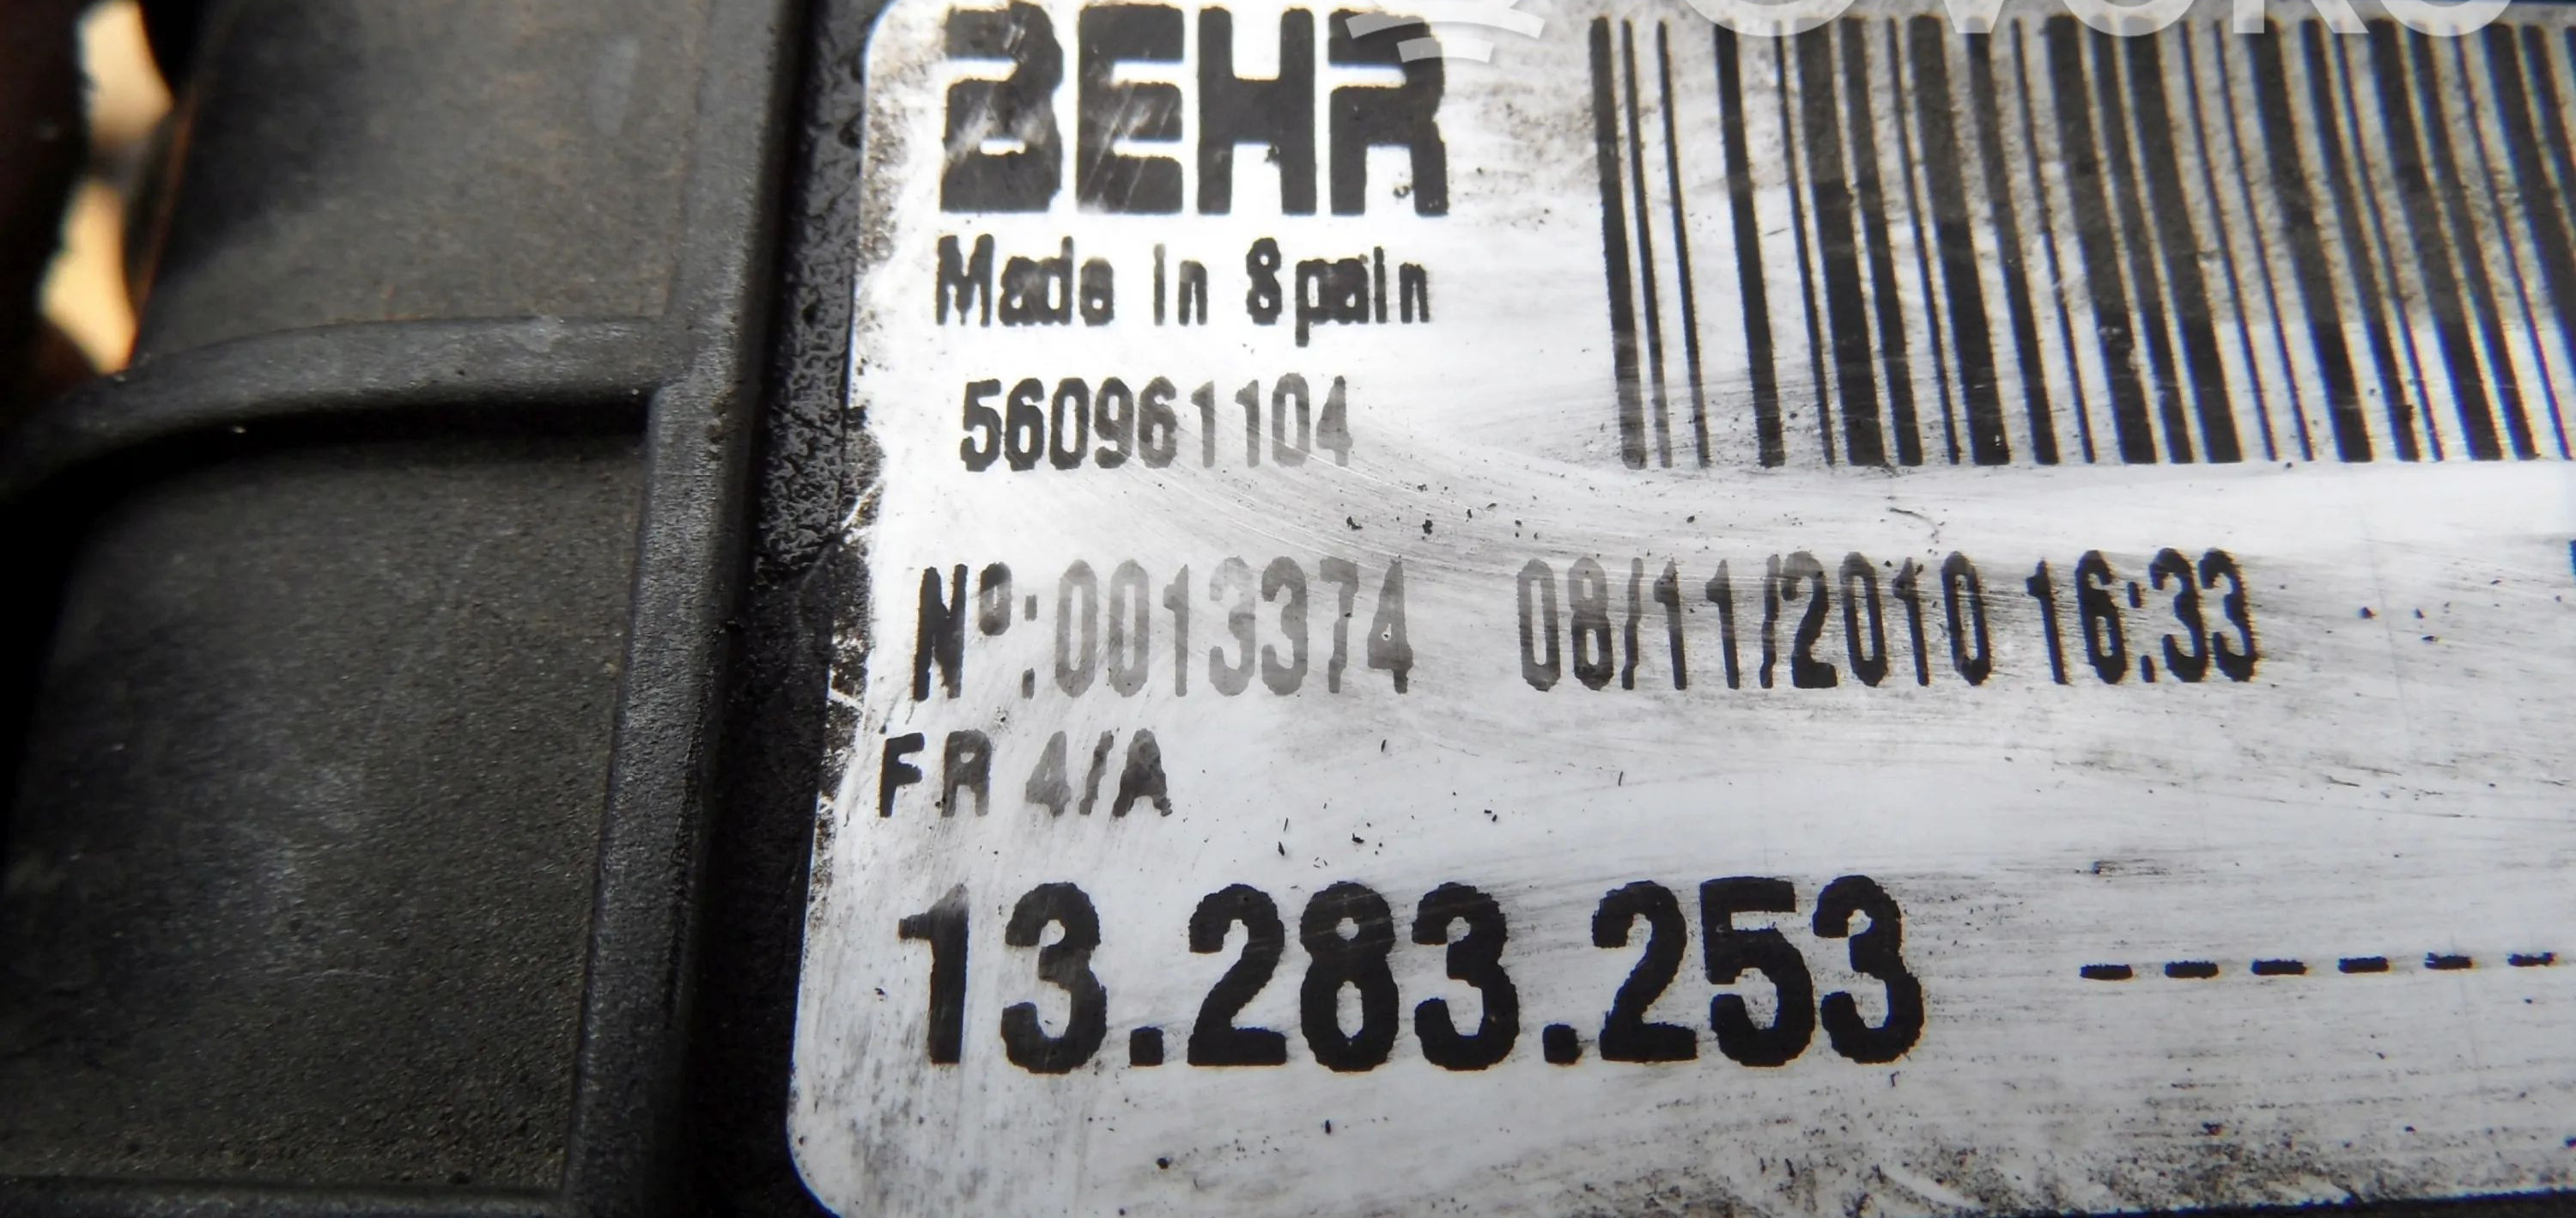 BEHR
Made in Spain
560961104
Nº:0013374 08/11/2010 16:33
FR 4/A
13.283.253 ------